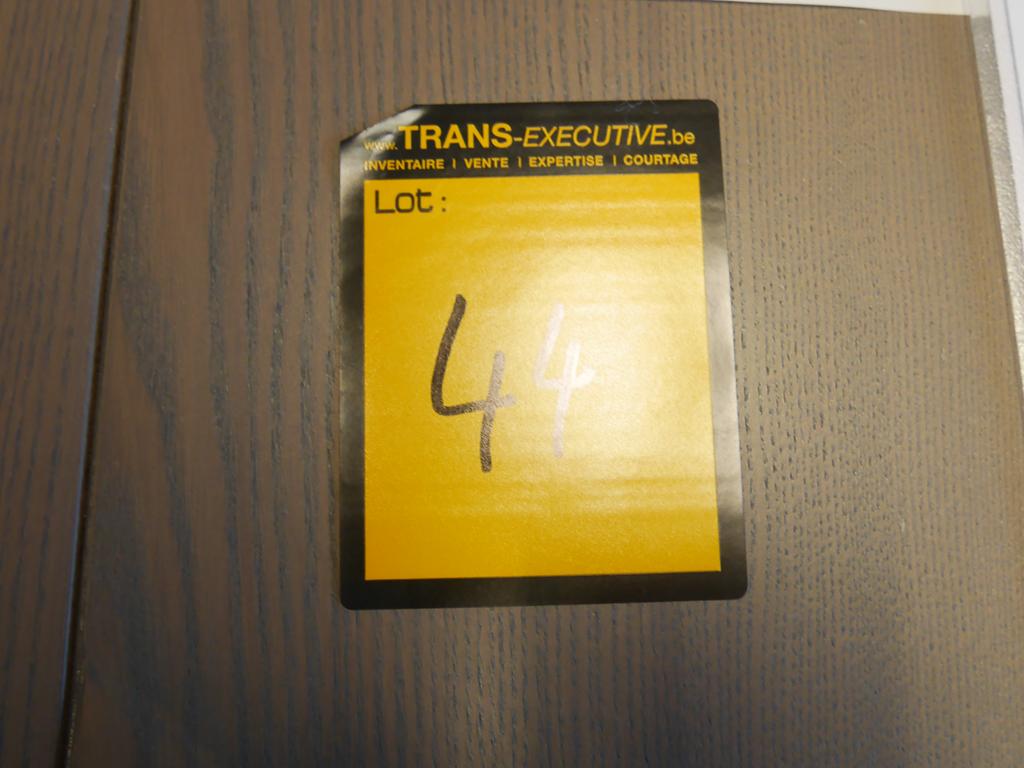 www.TRANS-EXECUTIVE.be
INVENTAIRE | VENTE | EXPERTISE | COURTAGE
Lot :
44